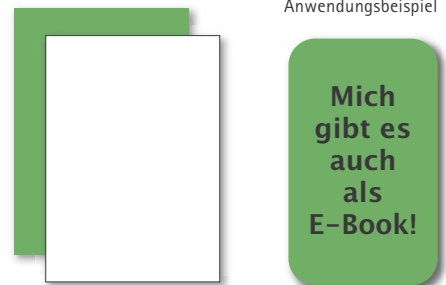 Anwendungsbeispiel
Mich
gibt es
auch
als
E-Book!